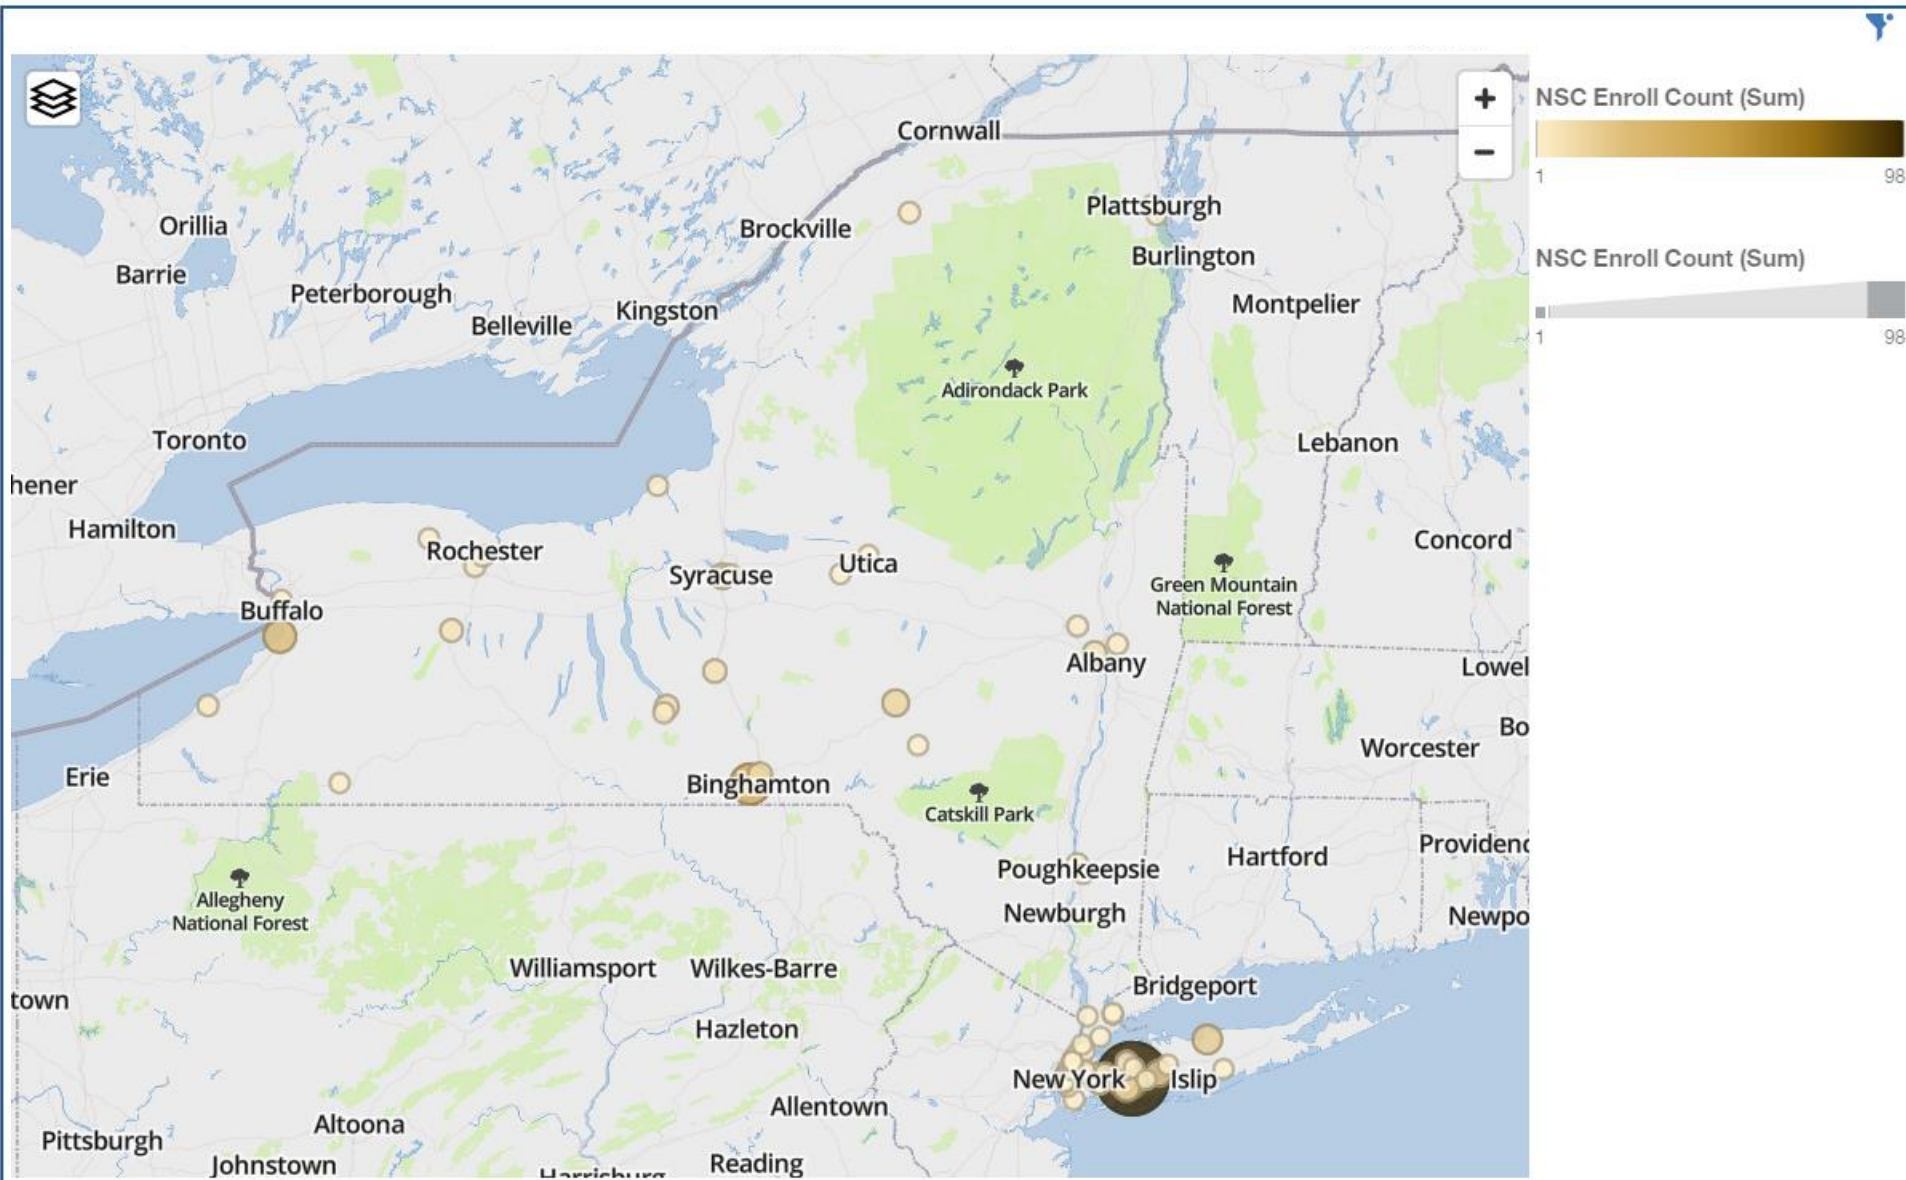 NSC Enroll Count (Sum)
1 98
NSC Enroll Count (Sum)
1 98
+
−
Cornwall
Plattsburgh
Orillia
Brockville
Burlington
Barrie
Peterborough
Kingston
Montpelier
Belleville
Adirondack Park
Toronto
Lebanon
hener
Hamilton
Concord
Rochester
Utica
Syracuse
Green Mountain
National Forest
Buffalo
Albany
Lowel
Bo
Worcester
Erie
Binghamton
Catskill Park
Providenc
Hartford
Poughkeepsie
Allegheny
National Forest
Newburgh
Newpo
Williamsport
Wilkes-Barre
Bridgeport
town
Hazleton
New York
Islip
Allentown
Altoona
Pittsburgh
Johnstown
Reading
Harrisburg